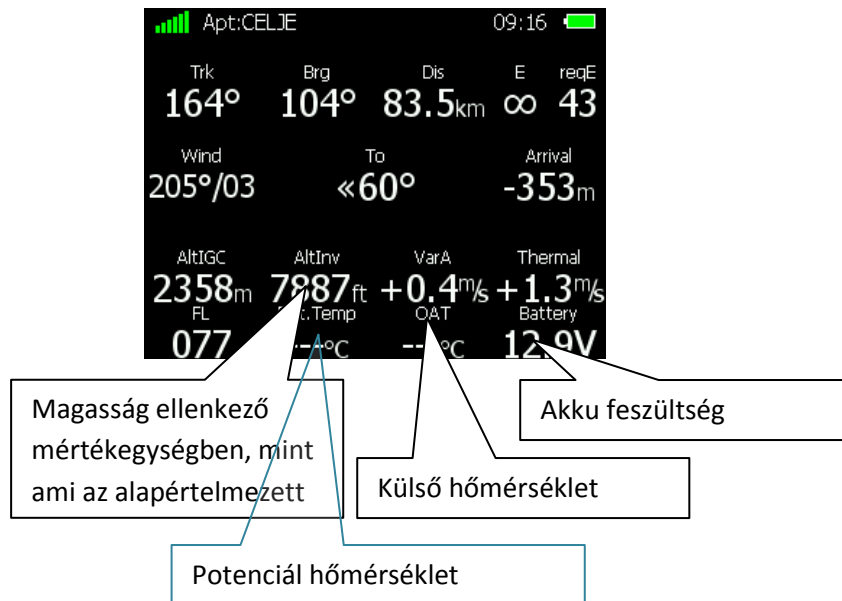 Apt:CELJE 09:16
Trk Brg Dis E reqE
164° 104° 83.5km ∞ 43
Wind To Arrival
205°/03 «60° -353m
AltIGC AltInv VarA Thermal
2358m 7887ft +0.4m/s +1.3m/s
FL t.Temp OAT Battery
077 ---°C ---°C 12.9V
Magasság ellenkező
mértékegységben, mint
ami az alapértelmezett
Akku feszültség
Külső hőmérséklet
Potenciál hőmérséklet